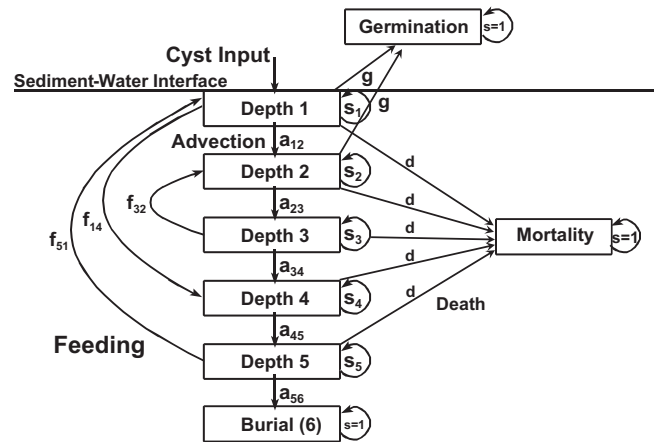 Germination
s=1
Cyst Input
Sediment-Water Interface
g
g
Depth 1
s1
Advection
a12
d
Depth 2
s2
f32
a23
d
f14
f51
Depth 3
s3
d
Mortality
s=1
a34
d
Depth 4
s4
d
Death
a45
Feeding
Depth 5
s5
a56
Burial (6)
s=1